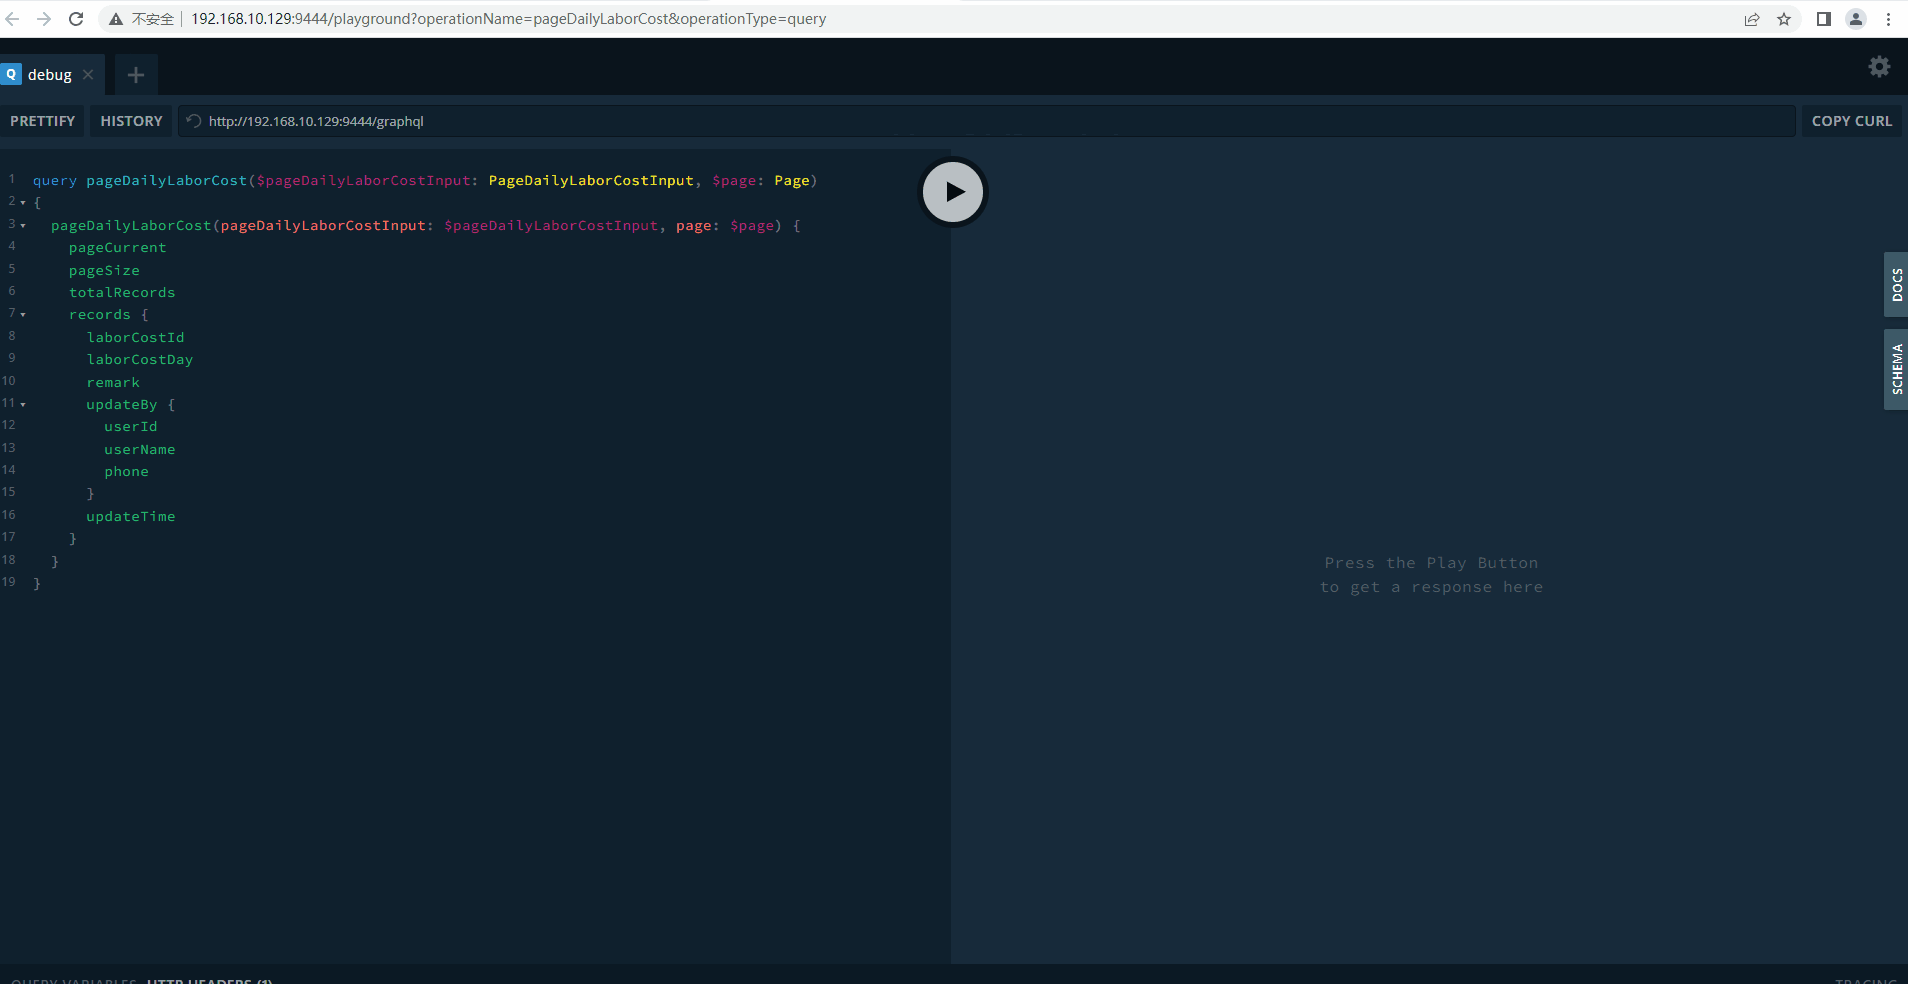 不安全 192.168.10.129:9444/playground?operationName=pageDailyLaborCost&operationType=query
Q debug
PRETTIFY HISTORY http://192.168.10.129:9444/graphql COPY CURL
1 query pageDailyLaborCost($pageDailyLaborCostInput: PageDailyLaborCostInput, $page: Page)
2 {
3 pageDailyLaborCost(pageDailyLaborCostInput: $pageDailyLaborCostInput, page: $page) {
4 pageCurrent
5 pageSize
6 totalRecords
7 records {
8 laborCostId
9 laborCostDay
10 remark
11 updateBy {
12 userId
13 userName
14 phone
15 }
16 updateTime
17 }
18 }
19 }
Press the Play Button
to get a response here
DOCS
SCHEMA
QUERY VARIABLES HTTP HEADERS (1) TRACING